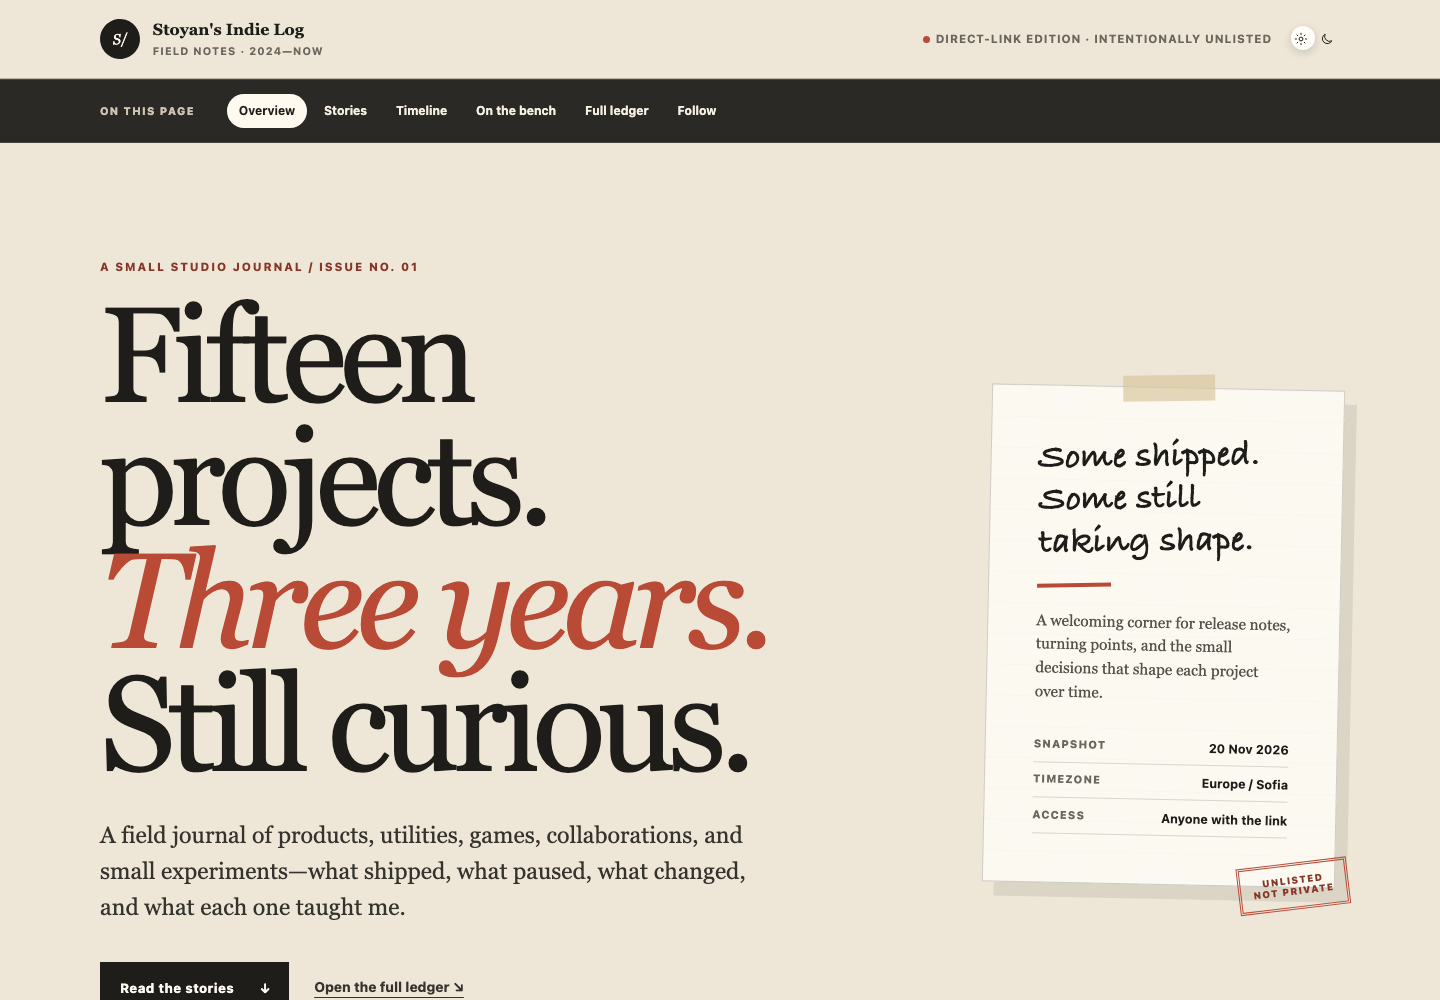 S/
Stoyan's Indie Log
FIELD NOTES · 2024—NOW
DIRECT-LINK EDITION · INTENTIONALLY UNLISTED
ON THIS PAGE
Overview
Stories
Timeline
On the bench
Full ledger
Follow
A SMALL STUDIO JOURNAL / ISSUE NO. 01
Fifteen
projects.
Three years.
Still curious.
A field journal of products, utilities, games, collaborations, and
small experiments—what shipped, what paused, what changed,
and what each one taught me.
Read the stories ↓
Open the full ledger ↘
Some shipped.
Some still
taking shape.
A welcoming corner for release notes,
turning points, and the small
decisions that shape each project
over time.
SNAPSHOT 20 Nov 2026
TIMEZONE Europe / Sofia
ACCESS Anyone with the link
UNLISTED
NOT PRIVATE